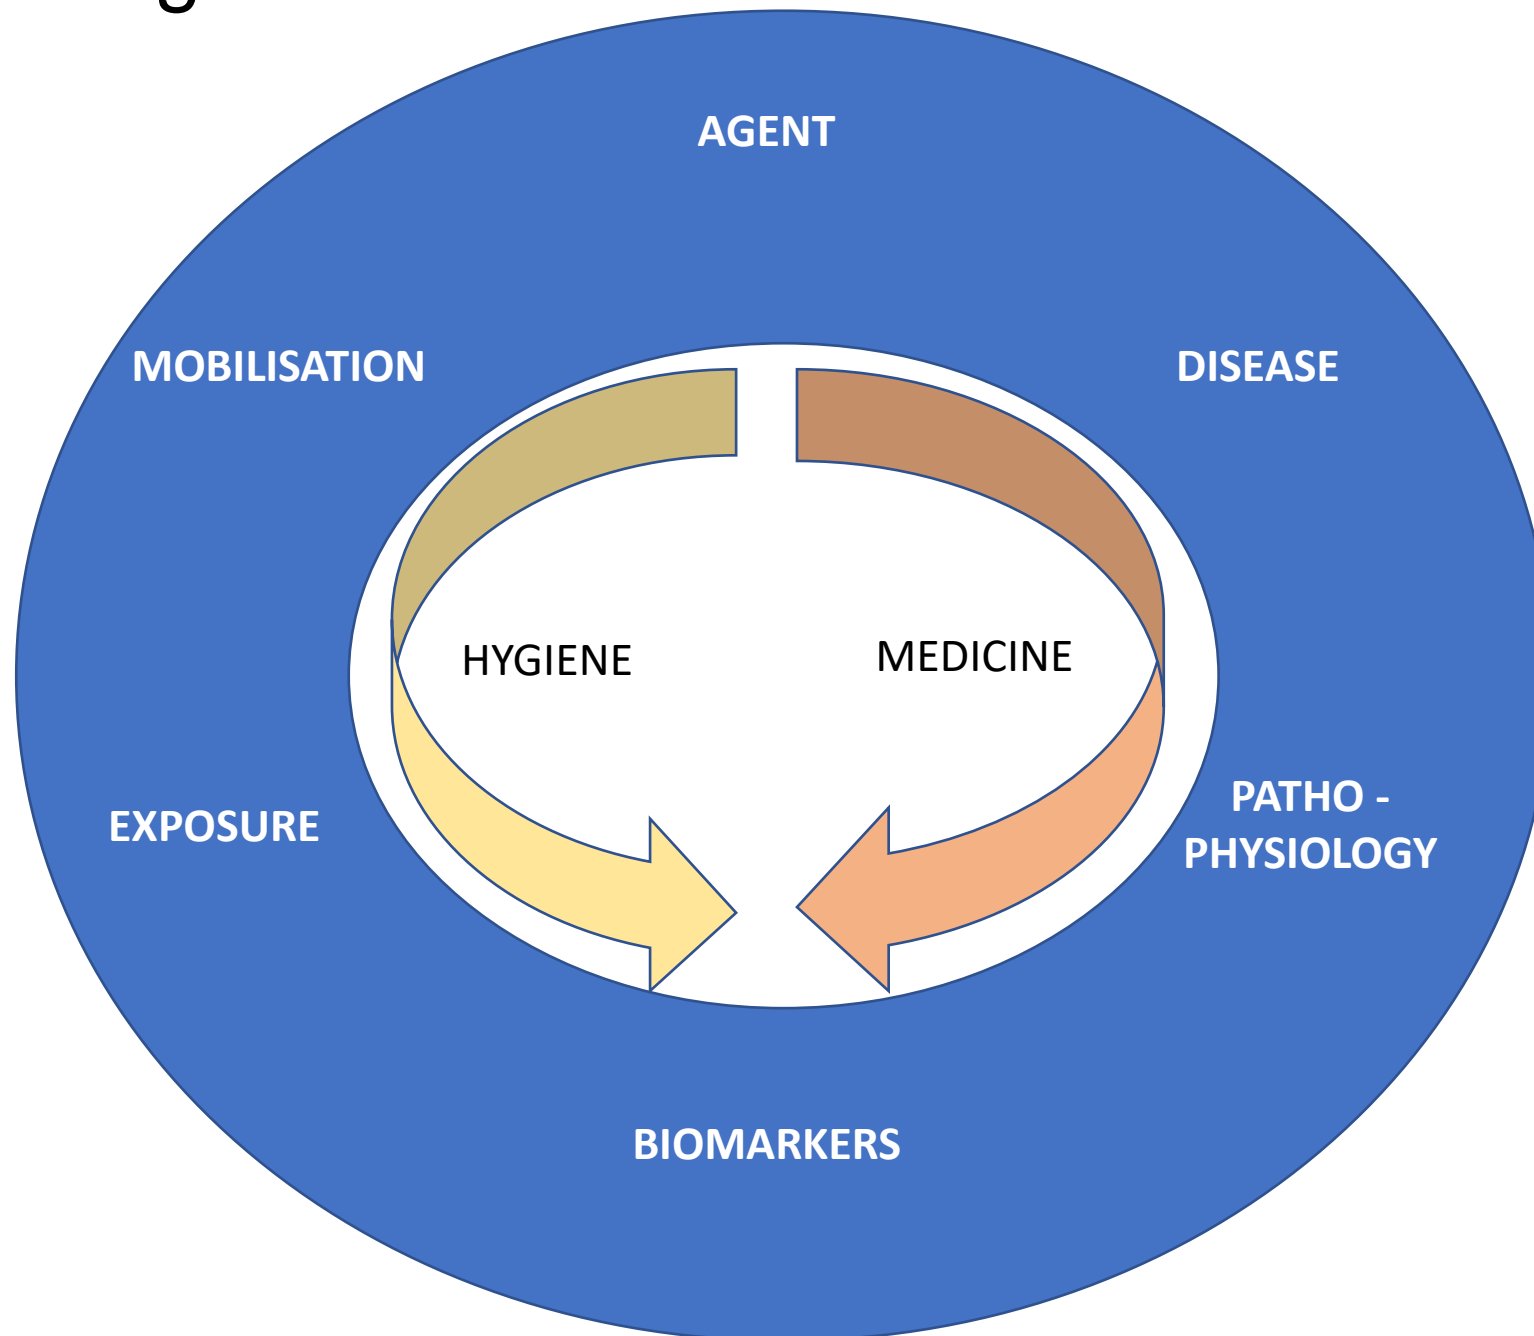 AGENT
MOBILISATION
DISEASE
HYGIENE
MEDICINE
EXPOSURE
PATHO -
PHYSIOLOGY
BIOMARKERS